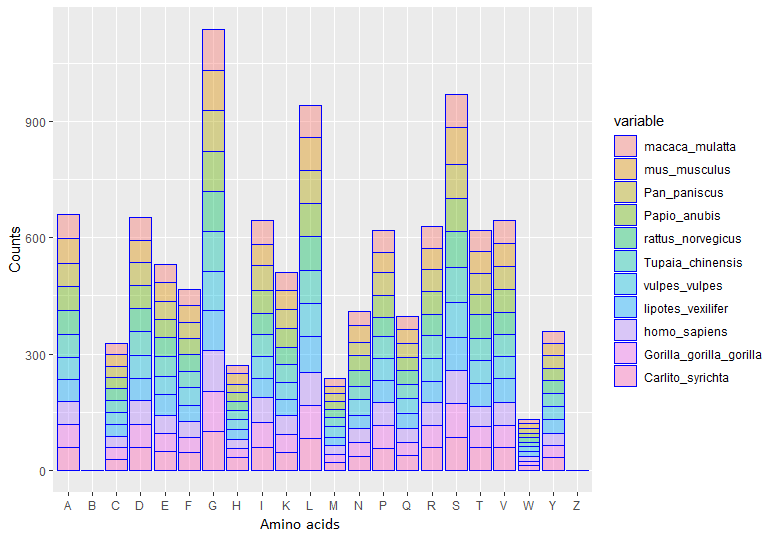 Counts
900
600
300
0
A B C D E F G H I K L M N P Q R S T V W Y Z
Amino acids
variable
macaca_mulatta
mus_musculus
Pan_paniscus
Papio_anubis
rattus_norvegicus
Tupaia_chinensis
vulpes_vulpes
lipotes_vexilifer
homo_sapiens
Gorilla_gorilla_gorilla
Carlito_syrichta